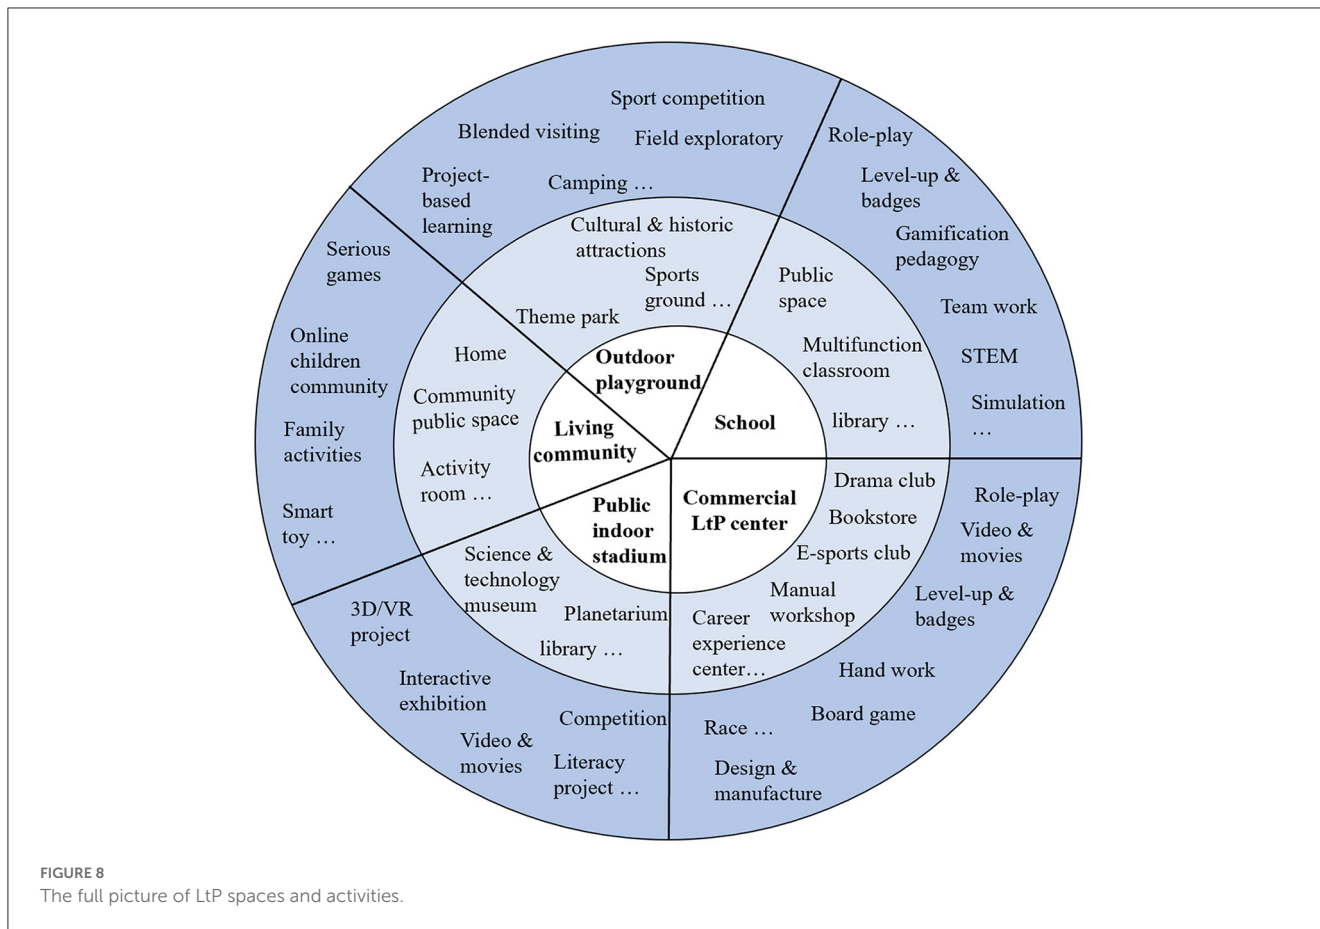 Sport competition
Blended visiting
Field exploratory
Project-
based
learning
Camping …
Cultural & historic
attractions
Sports
ground …
Theme park
Outdoor
playground
Role-play
Level-up &
badges
Gamification
pedagogy
Team work
STEM
Simulation
…
Public
space
Multifunction
classroom
library …
School
Serious
games
Online
children
community
Family
activities
Smart
toy …
Home
Community
public space
Activity
room …
Living
community
Public
indoor
stadium
Science &
technology
museum
Planetarium
library …
3D/VR
project
Interactive
exhibition
Competition
Video &
movies
Literacy
project …
Commercial
LtP center
Drama club
Bookstore
E-sports club
Manual
workshop
Career
experience
center…
Role-play
Video &
movies
Level-up &
badges
Hand work
Board game
Race …
Design &
manufacture
FIGURE 8
The full picture of LtP spaces and activities.